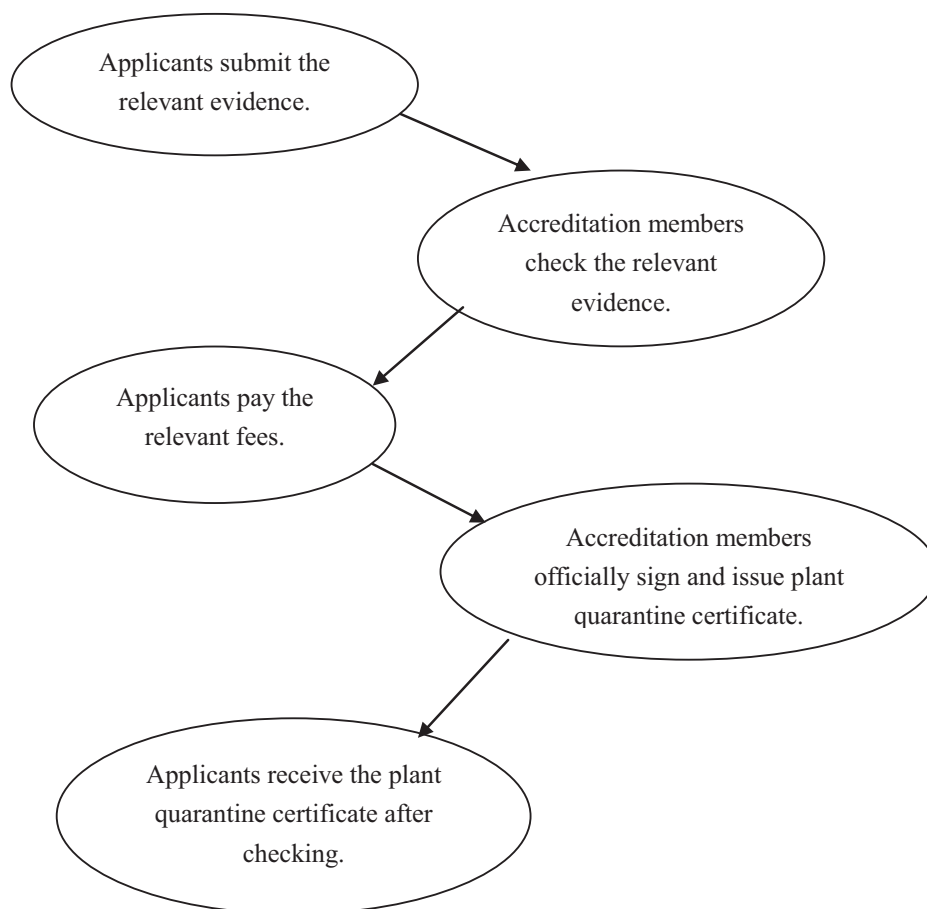 Applicants submit the
relevant evidence.
Accreditation members
check the relevant
evidence.
Applicants pay the
relevant fees.
Accreditation members
officially sign and issue plant
quarantine certificate.
Applicants receive the plant
quarantine certificate after
checking.